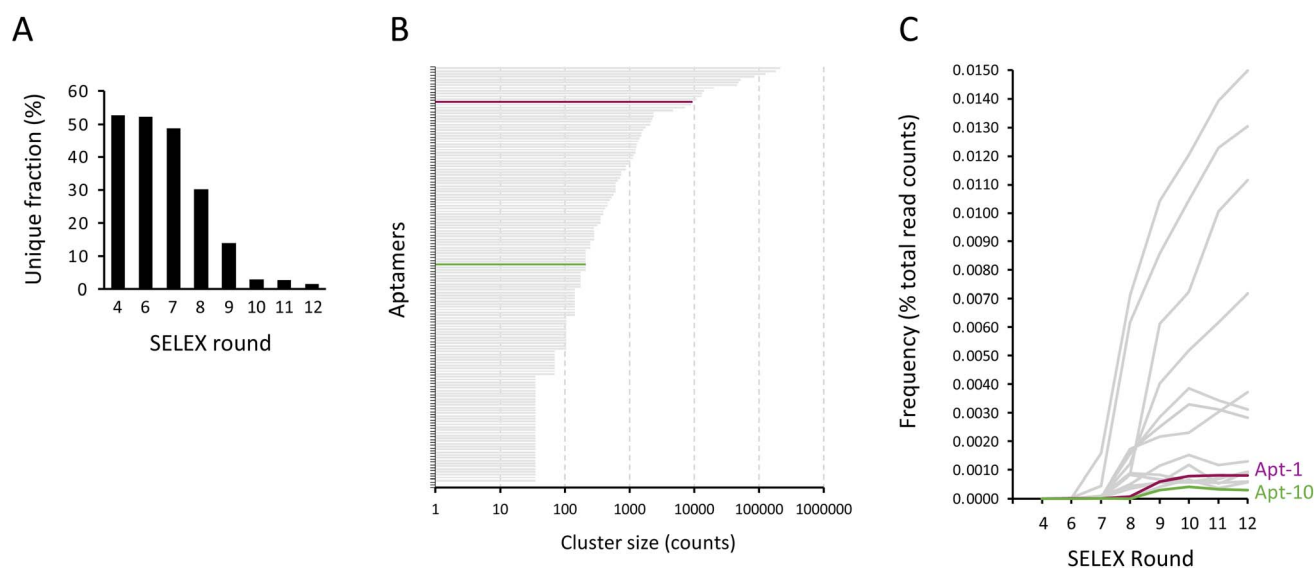 A
Unique fraction (%)
60
50
40
30
20
10
0
4 6 7 8 9 10 11 12
SELEX round
B
Aptamers
1 10 100 1000 10000 100000 1000000
Cluster size (counts)
C
Frequency (% total read counts)
0.0150
0.0140
0.0130
0.0110
0.0100
0.0090
0.0080
0.0070
0.0060
0.0050
0.0040
0.0030
0.0020
0.0010
0.0000
Apt-1
Apt-10
4 6 7 8 9 10 11 12
SELEX Round